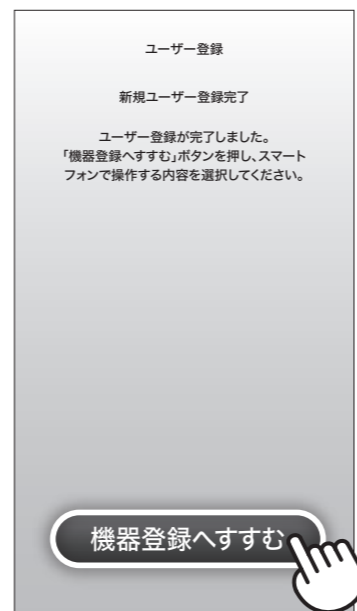 ユーザー登録
新規ユーザー登録完了
ユーザー登録が完了しました。
「機器登録へすすむ」ボタンを押し、スマート
フォンで操作する内容を選択してください。
機器登録へすすむ